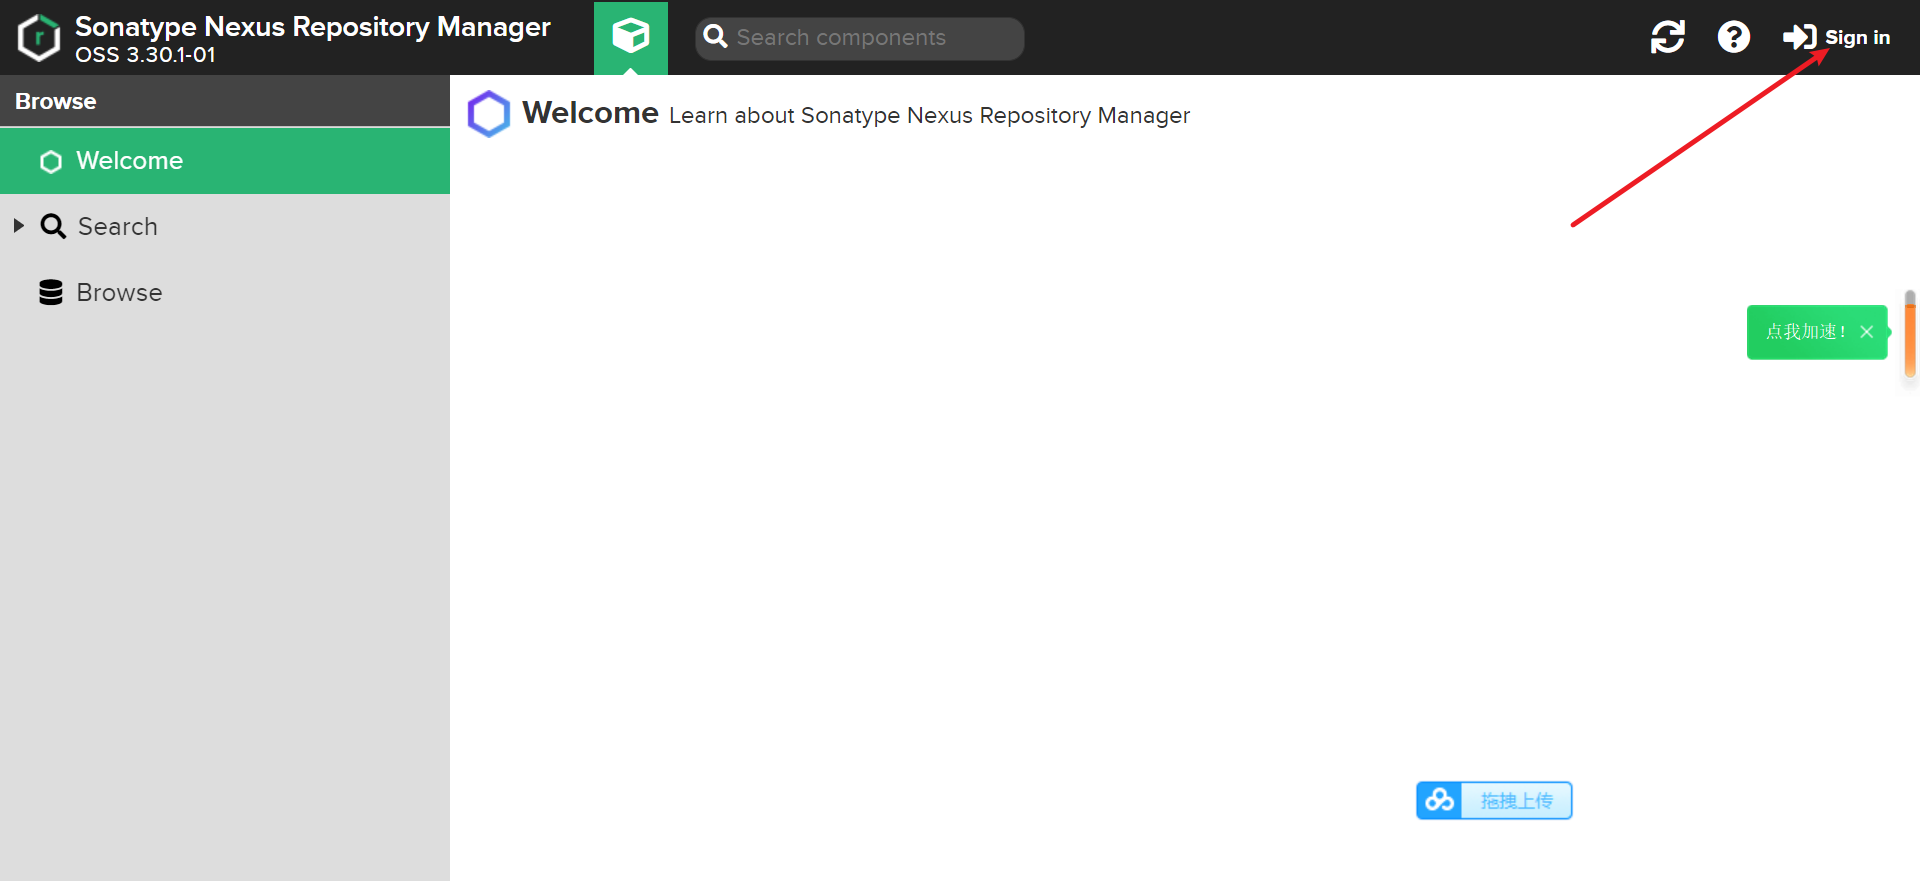 Sonatype Nexus Repository Manager
OSS 3.30.1-01
Search components
Sign in
Browse
Welcome
Search
Browse
Welcome Learn about Sonatype Nexus Repository Manager
点我加速！
拖拽上传